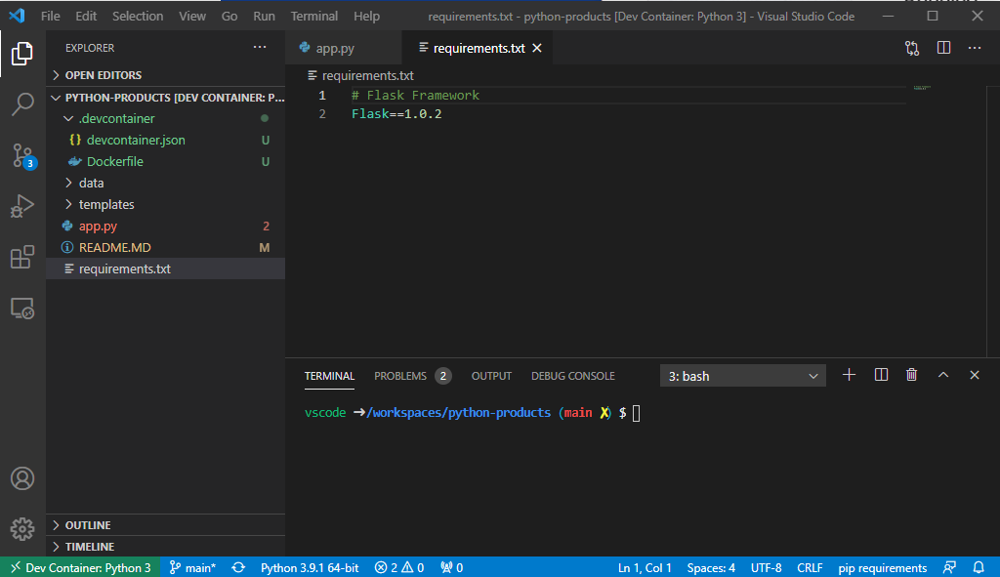 File Edit Selection View Go Run Terminal Help requirements.txt - python-products [Dev Container: Python 3] - Visual Studio Code
EXPLORER
OPEN EDITORS
PYTHON-PRODUCTS [DEV CONTAINER: P...
.devcontainer
{} devcontainer.json U
Dockerfile U
data
templates
app.py 2
README.MD M
requirements.txt
3
OUTLINE
TIMELINE
app.py requirements.txt
requirements.txt
1 # Flask Framework
2 Flask==1.0.2
TERMINAL PROBLEMS 2 OUTPUT DEBUG CONSOLE 3: bash
vscode ➜/workspaces/python-products (main ✗) $
Dev Container: Python 3 main* Python 3.9.1 64-bit 2 0 0 Ln 1, Col 1 Spaces: 4 UTF-8 CRLF pip requirements